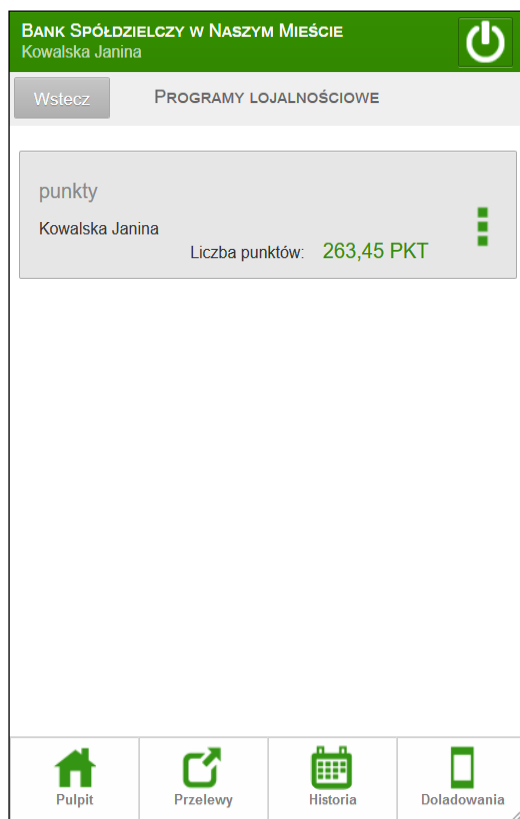 Bank Spółdzielczy w Naszym Mieście
Kowalska Janina
Wstecz Programy lojalnościowe
punkty
Kowalska Janina
Liczba punktów: 263,45 PKT
Pulpit Przelewy Historia Doladowania